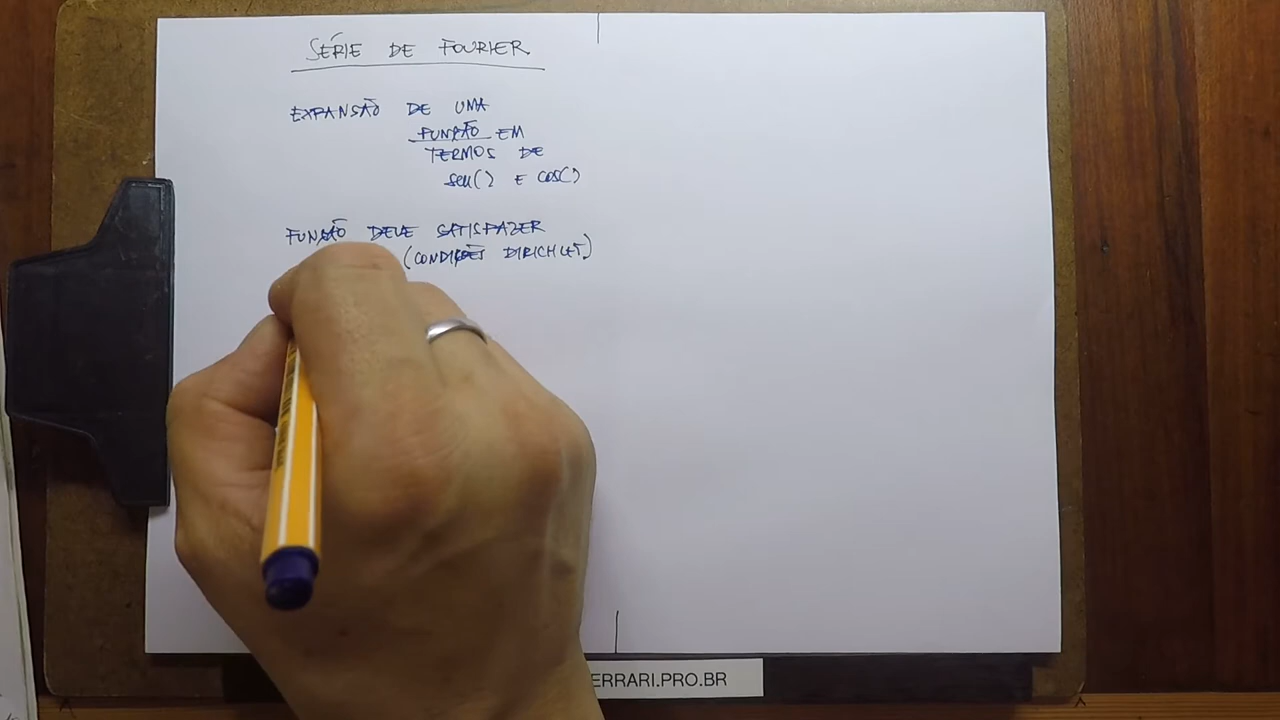 SÉRIE DE FOURIER
EXPANSÃO DE UMA
FUNÇÃO EM
TERMOS DE
sen() E cos()
FUNÇÃO DEVE SATISFAZER
(CONDIÇÕES DIRICHLET)
ERRARI.PRO.BR